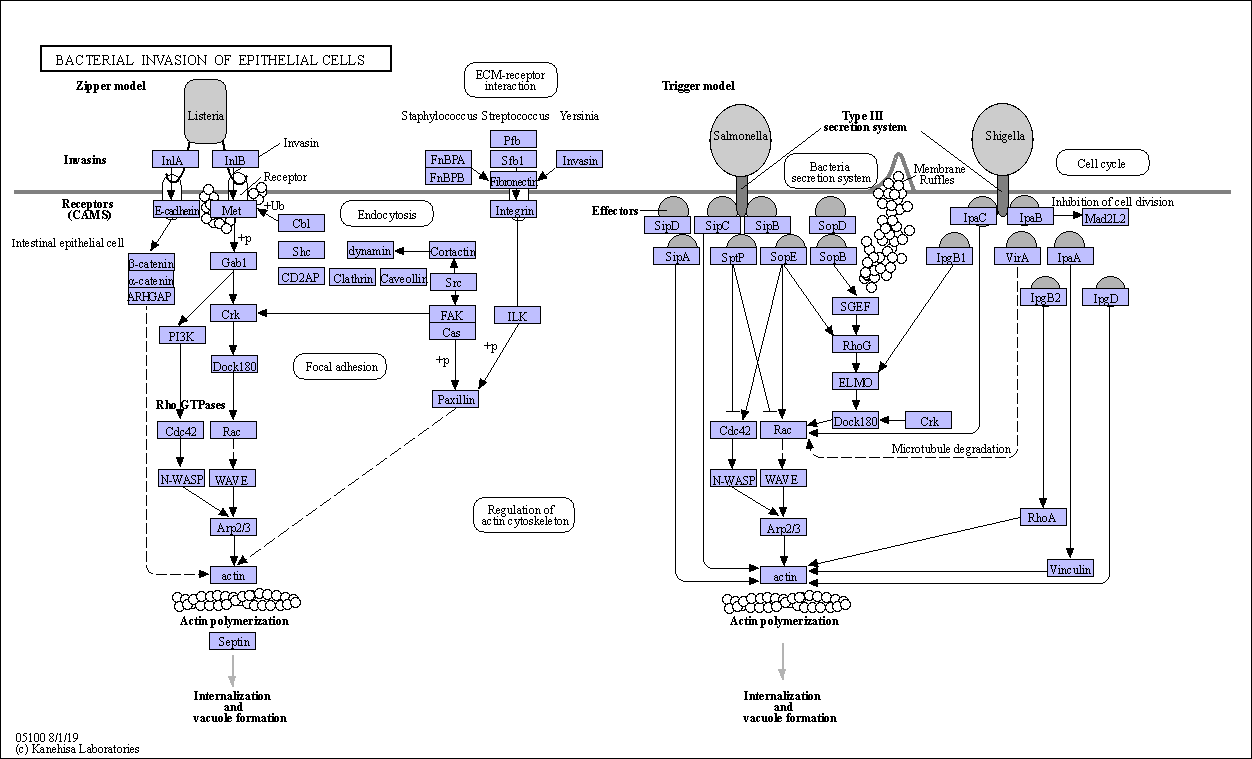 BACTERIAL INVASION OF EPITHELIAL CELLS
Zipper model
Listeria
ECM-receptor
interaction
Staphylococcus
Streptococcus
Yersinia
Invasin
Invasins
InlA
InlB
Receptor
FnBPA
FnBPB
Pfb
Sfb1
Fibronectin
Invasin
Receptors
(CAMS)
E-cadherin
Met
+Ub
Cbl
Endocytosis
Integrin
Intestinal epithelial cell
+p
Shc
dynamin
Cortactin
β-catenin
α-catenin
ARHGAP
Gab1
CD2AP
Clathrin
Caveollin
Src
Crk
FAK
Cas
ILK
PI3K
+p
+p
Dock180
Focal adhesion
Paxillin
Rho GTPases
Cdc42
Rac
N-WASP
WAVE
Regulation of
actin cytoskeleton
Arp2/3
actin
Actin polymerization
Septin
Internalization
and
vacuole formation
Trigger model
Salmonella
Type III
secretion system
Shigella
Bacteria
secretion system
Membrane
Ruffles
Cell cycle
Effectors
SipD
SipC
SipB
SopD
IpaC
IpaB
Inhibition of cell division
Mad2L2
SipA
SptP
SopE
SopB
IpgB1
VirA
IpaA
IpgB2
IpgD
SGEF
RhoG
ELMO
Dock180
Crk
Cdc42
Rac
Microtubule degradation
N-WASP
WAVE
Arp2/3
RhoA
actin
Vinculin
Actin polymerization
Internalization
and
vacuole formation
05100 8/1/19
(c) Kanehisa Laboratories